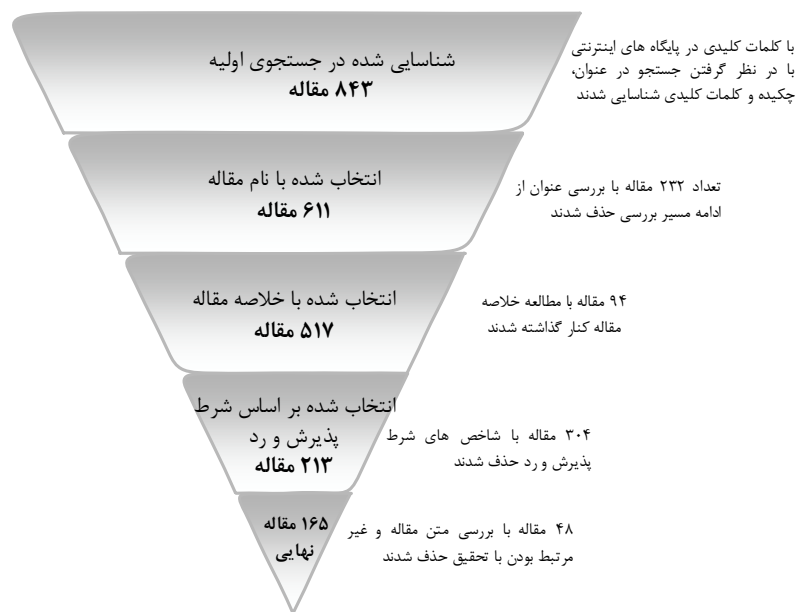 شناسایی شده در جستجوی اولیه
۸۴۳ مقاله
با کلمات کلیدی در پایگاه های اینترنتی
با در نظر گرفتن جستجو در عنوان،
چکیده و کلمات کلیدی شناسایی شدند
انتخاب شده با نام مقاله
۶۱۱ مقاله
تعداد ۲۳۲ مقاله با بررسی عنوان از
ادامه مسیر بررسی حذف شدند
انتخاب شده با خلاصه مقاله
۵۱۷ مقاله
۹۴ مقاله با مطالعه خلاصه
مقاله کنار گذاشته شدند
انتخاب شده بر اساس شرط
پذیرش و رد
۲۱۳ مقاله
۳۰۴ مقاله با شاخص های شرط
پذیرش و رد حذف شدند
۱۶۵ مقاله
نهایی
۴۸ مقاله با بررسی متن مقاله و غیر
مرتبط بودن با تحقیق حذف شدند